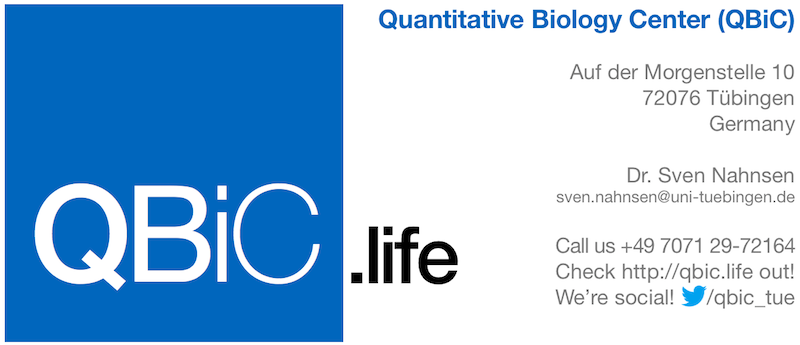 Quantitative Biology Center (QBiC)
Auf der Morgenstelle 10
72076 Tübingen
Germany
Dr. Sven Nahnsen
sven.nahnsen@uni-tuebingen.de
Call us +49 7071 29-72164
Check http://qbic.life out!
We’re social! /qbic_tue
QBiC.life